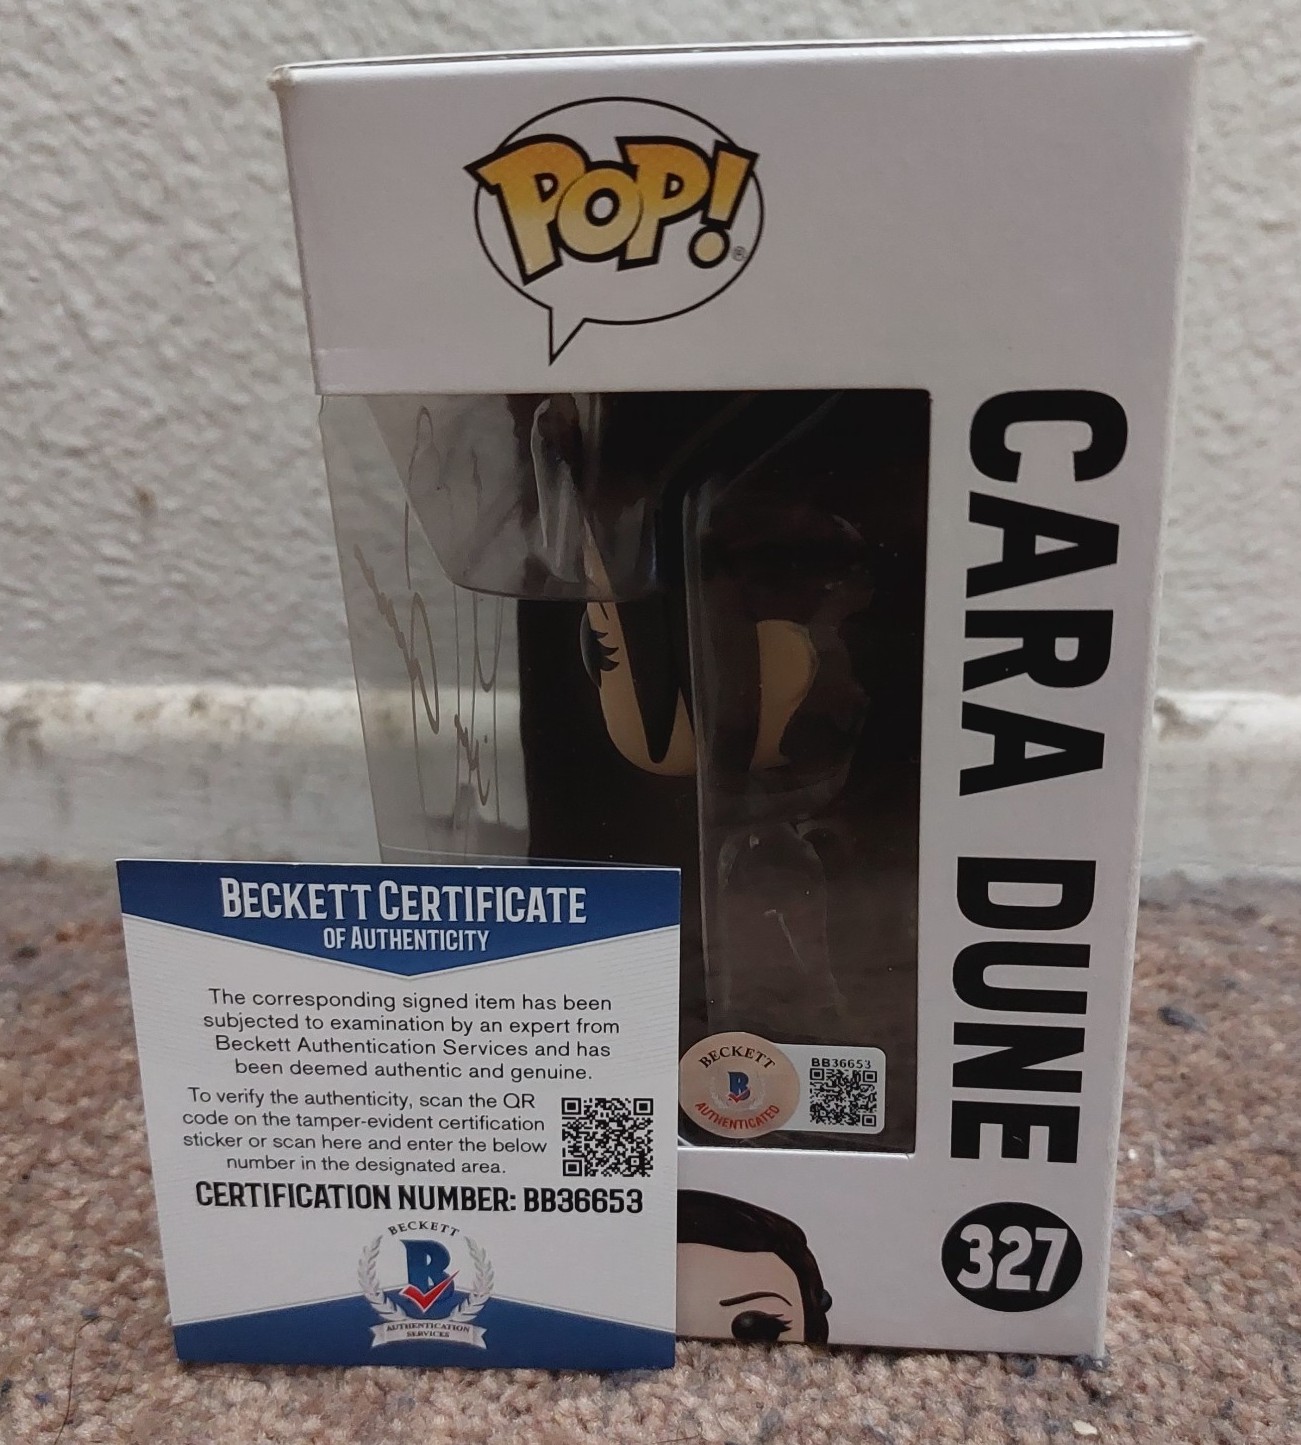 POP!
®
CARA DUNE
327
BECKETT CERTIFICATE
OF AUTHENTICITY
The corresponding signed item has been
subjected to examination by an expert from
Beckett Authentication Services and has
been deemed authentic and genuine.
To verify the authenticity, scan the QR
code on the tamper-evident certification
sticker or scan here and enter the below
number in the designated area.
CERTIFICATION NUMBER: BB36653
BECKETT
B
AUTHENTICATION
SERVICES
BECKETT
B
AUTHENTICATED
BB36653